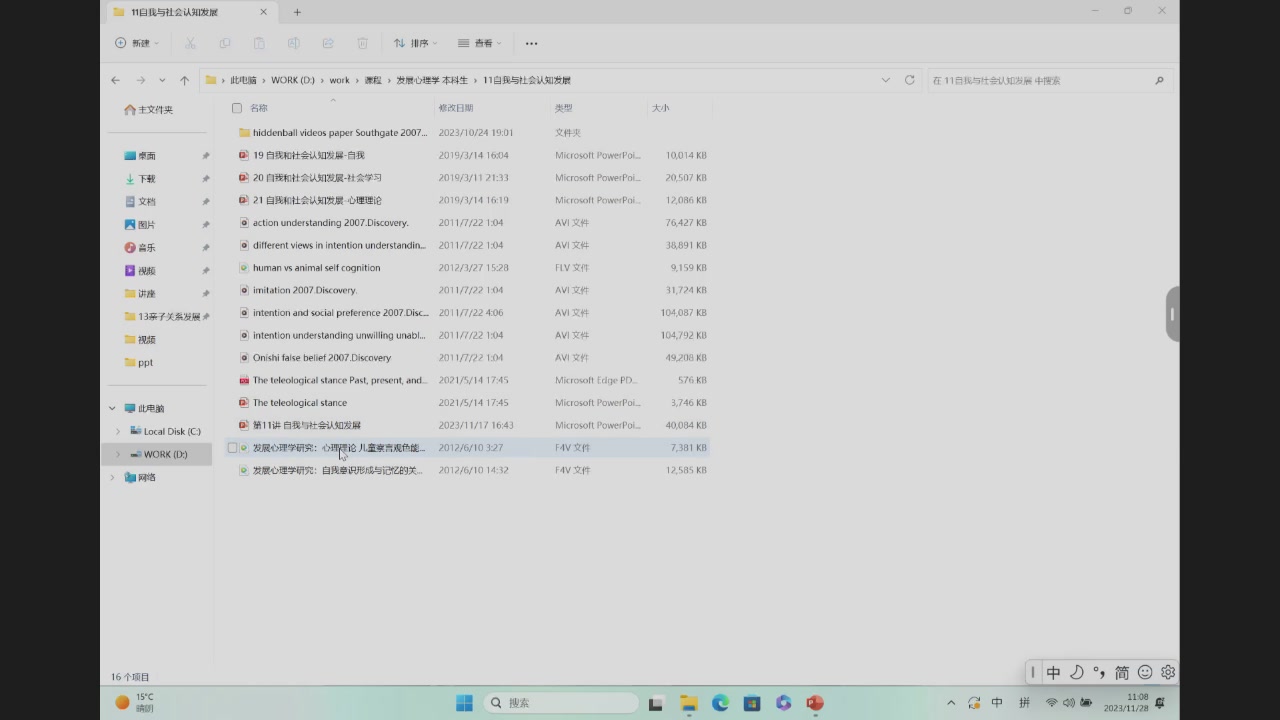 11自我与社会认知发展
新建
排序
查看
此电脑 › WORK (D:) › work › 课程 › 发展心理学 本科生 › 11自我与社会认知发展
在 11自我与社会认知发展 中搜索
主文件夹
桌面
下载
文档
图片
音乐
视频
讲座
13亲子关系发展
视频
ppt
此电脑
Local Disk (C:)
WORK (D:)
网络
名称 修改日期 类型 大小
hiddenball videos paper Southgate 2007... 2023/10/24 19:01 文件夹
19 自我和社会认知发展-自我 2019/3/14 16:04 Microsoft PowerPoi... 10,014 KB
20 自我和社会认知发展-社会学习 2019/3/11 21:33 Microsoft PowerPoi... 20,507 KB
21 自我和社会认知发展-心理理论 2019/3/14 16:19 Microsoft PowerPoi... 12,086 KB
action understanding 2007.Discovery. 2011/7/22 1:04 AVI 文件 76,427 KB
different views in intention understandin... 2011/7/22 1:04 AVI 文件 38,891 KB
human vs animal self cognition 2012/3/27 15:28 FLV 文件 9,159 KB
imitation 2007.Discovery. 2011/7/22 1:04 AVI 文件 31,724 KB
intention and social preference 2007.Disc... 2011/7/22 4:06 AVI 文件 104,087 KB
intention understanding unwilling unabl... 2011/7/22 1:04 AVI 文件 104,792 KB
Onishi false belief 2007.Discovery 2011/7/22 1:04 AVI 文件 49,208 KB
The teleological stance Past, present, and... 2021/5/14 17:45 Microsoft Edge PD... 576 KB
The teleological stance 2021/5/14 17:45 Microsoft PowerPoi... 3,746 KB
第11讲 自我与社会认知发展 2023/11/17 16:43 Microsoft PowerPoi... 40,084 KB
发展心理学研究：心理理论 儿童察言观色能... 2012/6/10 3:27 F4V 文件 7,381 KB
发展心理学研究：自我意识形成与记忆的关... 2012/6/10 14:32 F4V 文件 12,585 KB
16 个项目
中 简
15°C
晴朗
搜索
中 拼
11:08
2023/11/28